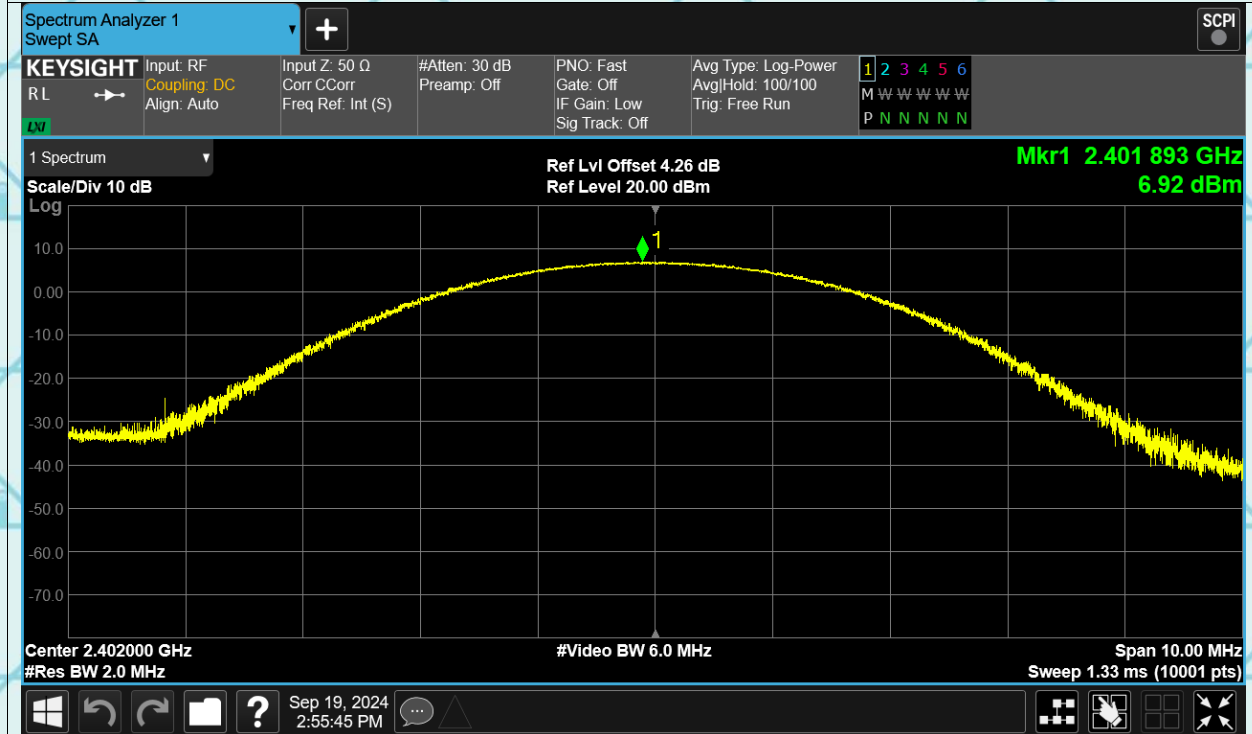 Spectrum Analyzer 1
Swept SA
+
SCPI
KEYSIGHT
R L
LXI
Input: RF
Coupling: DC
Align: Auto
Input Z: 50 Ω
Corr CCorr
Freq Ref: Int (S)
#Atten: 30 dB
Preamp: Off
PNO: Fast
Gate: Off
IF Gain: Low
Sig Track: Off
Avg Type: Log-Power
Avg|Hold: 100/100
Trig: Free Run
1 2 3 4 5 6
M W W W W W W
P N N N N N N
1 Spectrum
Scale/Div 10 dB
Log
Ref Lvl Offset 4.26 dB
Ref Level 20.00 dBm
Mkr1 2.401 893 GHz
6.92 dBm
1
10.0
0.00
-10.0
-20.0
-30.0
-40.0
-50.0
-60.0
-70.0
Center 2.402000 GHz
#Res BW 2.0 MHz
#Video BW 6.0 MHz
Span 10.00 MHz
Sweep 1.33 ms (10001 pts)
?
Sep 19, 2024
2:55:45 PM